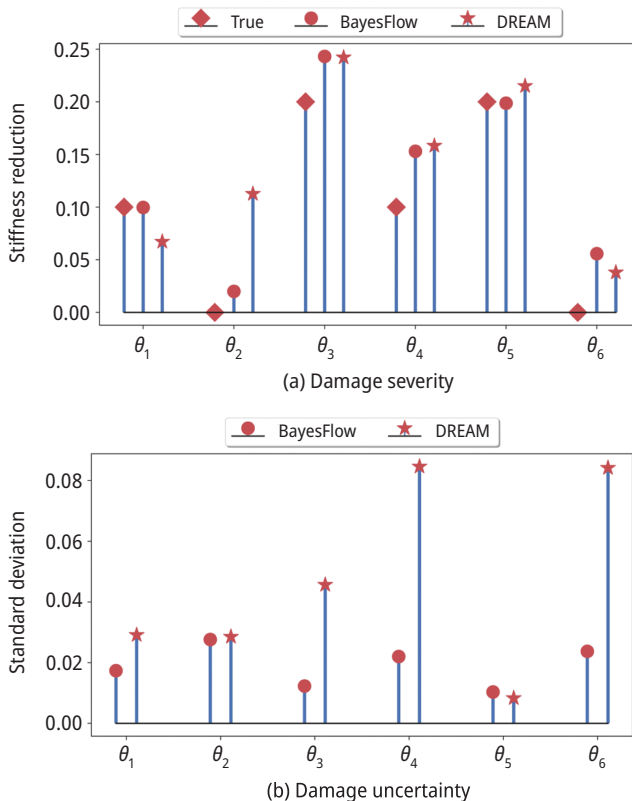 True BayesFlow DREAM
0.25
0.20
0.15
0.10
0.05
0.00
Stiffness reduction
θ1 θ2 θ3 θ4 θ5 θ6
(a) Damage severity
BayesFlow DREAM
0.08
0.06
0.04
0.02
0.00
Standard deviation
θ1 θ2 θ3 θ4 θ5 θ6
(b) Damage uncertainty